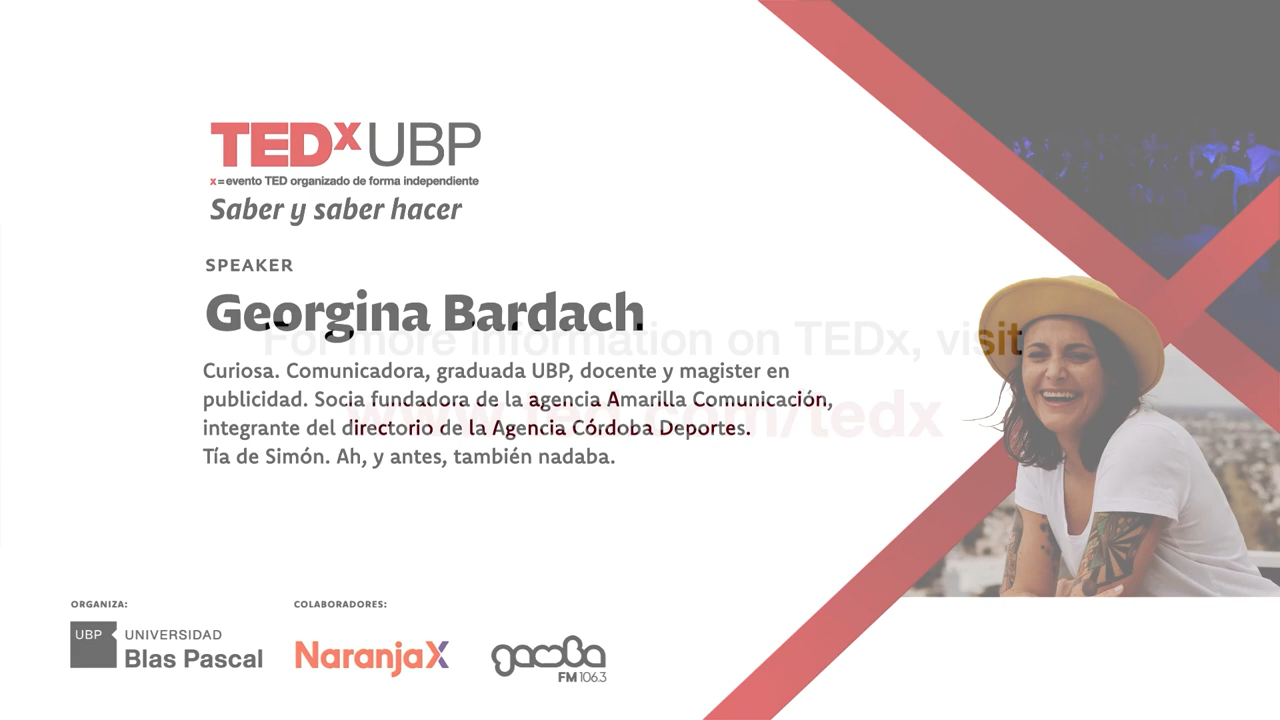 TEDxUBP
x=evento TED organizado de forma independiente
Saber y saber hacer
SPEAKER
Georgina Bardach
For more information on TEDx, visit
www.ted.com/tedx
Curiosa. Comunicadora, graduada UBP, docente y magister en
publicidad. Socia fundadora de la agencia Amarilla Comunicación,
integrante del directorio de la Agencia Córdoba Deportes.
Tía de Simón. Ah, y antes, también nadaba.
ORGANIZA:
UBP UNIVERSIDAD
Blas Pascal
COLABORADORES:
NaranjaX
gamba
FM 106.3